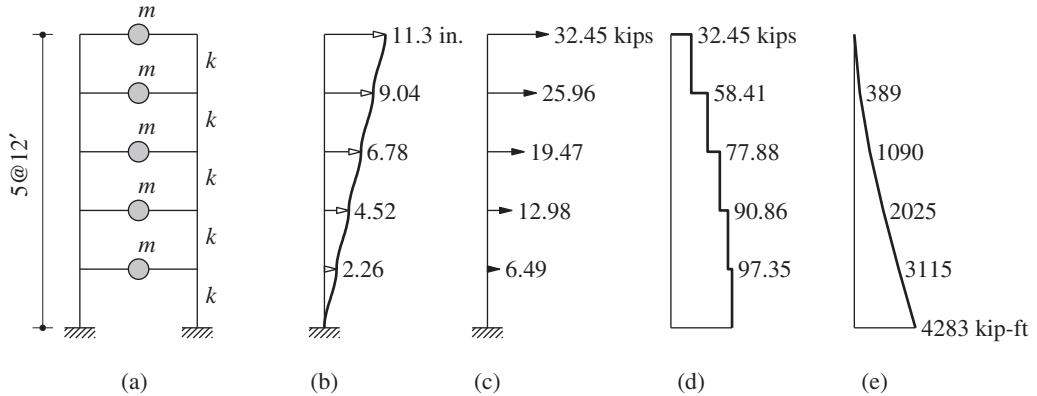 m
m
m
m
m
k
k
k
k
k
5@12′
(a)
11.3 in.
9.04
6.78
4.52
2.26
(b)
32.45 kips
25.96
19.47
12.98
6.49
(c)
32.45 kips
58.41
77.88
90.86
97.35
(d)
389
1090
2025
3115
4283 kip-ft
(e)